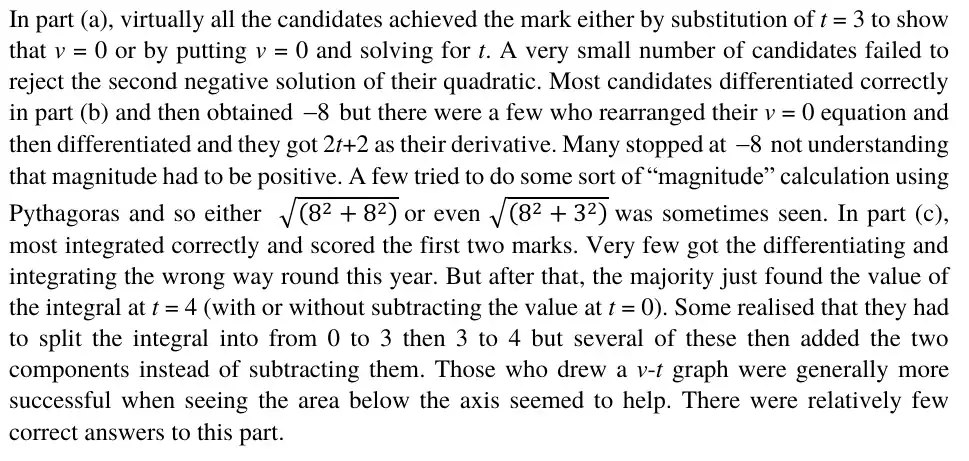 In part (a), virtually all the candidates achieved the mark either by substitution of t = 3 to show
that v = 0 or by putting v = 0 and solving for t. A very small number of candidates failed to
reject the second negative solution of their quadratic. Most candidates differentiated correctly
in part (b) and then obtained −8 but there were a few who rearranged their v = 0 equation and
then differentiated and they got 2t+2 as their derivative. Many stopped at −8 not understanding
that magnitude had to be positive. A few tried to do some sort of “magnitude” calculation using
Pythagoras and so either √(8² + 8²) or even √(8² + 3²) was sometimes seen. In part (c),
most integrated correctly and scored the first two marks. Very few got the differentiating and
integrating the wrong way round this year. But after that, the majority just found the value of
the integral at t = 4 (with or without subtracting the value at t = 0). Some realised that they had
to split the integral into from 0 to 3 then 3 to 4 but several of these then added the two
components instead of subtracting them. Those who drew a v-t graph were generally more
successful when seeing the area below the axis seemed to help. There were relatively few
correct answers to this part.